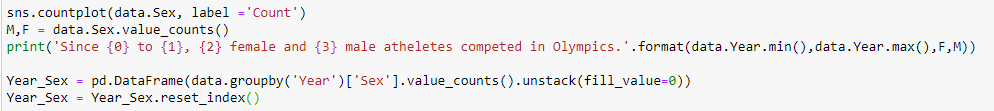 sns.countplot(data.Sex, label ='Count')
M,F = data.Sex.value_counts()
print('Since {0} to {1}, {2} female and {3} male atheletes competed in Olympics.'.format(data.Year.min(),data.Year.max(),F,M))
Year_Sex = pd.DataFrame(data.groupby('Year')['Sex'].value_counts().unstack(fill_value=0))
Year_Sex = Year_Sex.reset_index()